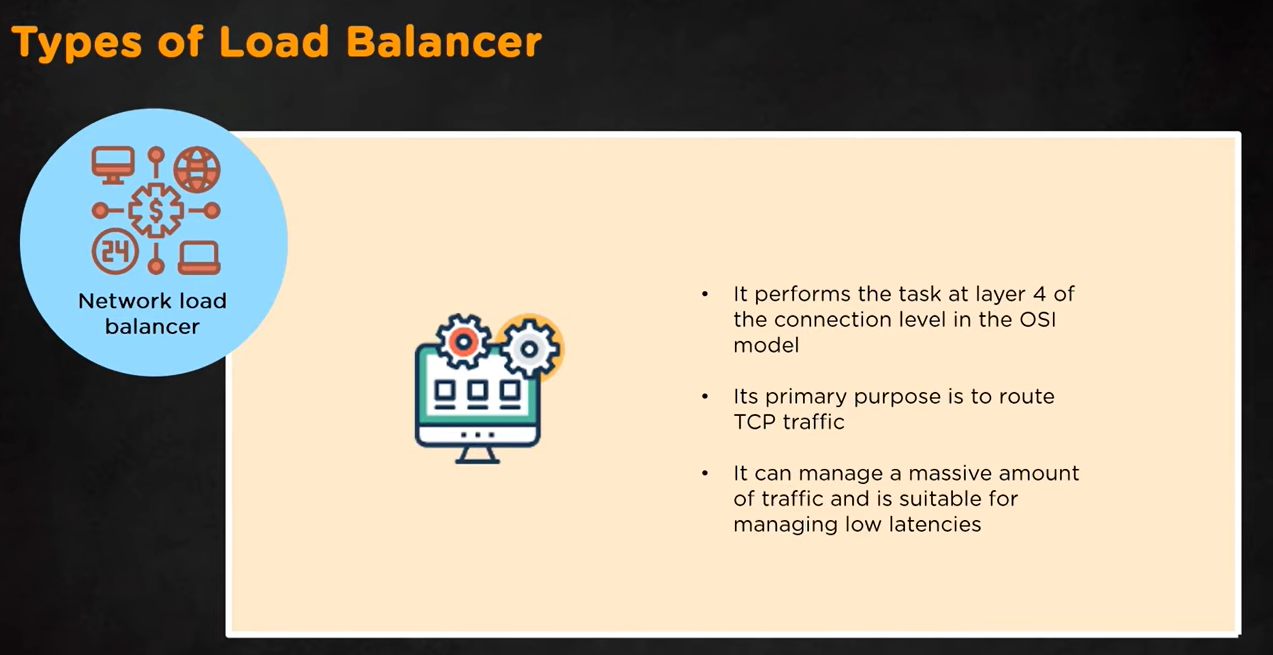 Types of Load Balancer
$
24
Network load
balancer
• It performs the task at layer 4 of
the connection level in the OSI
model
• Its primary purpose is to route
TCP traffic
• It can manage a massive amount
of traffic and is suitable for
managing low latencies